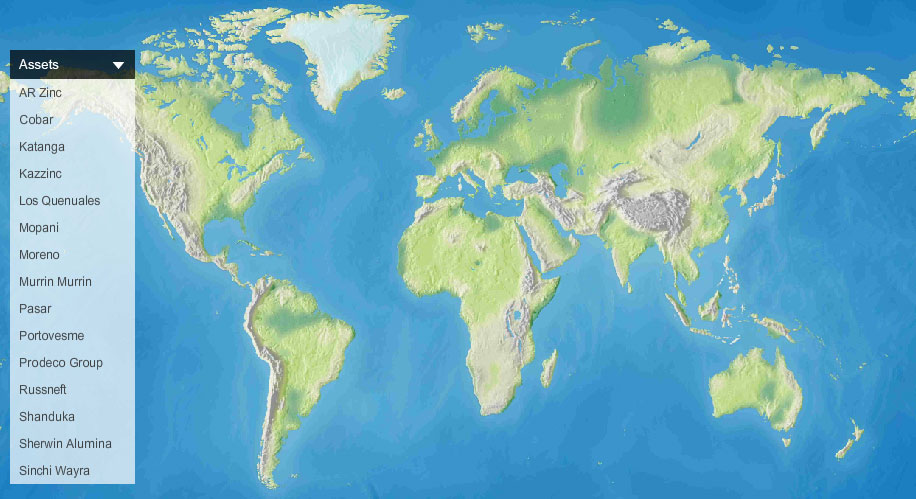 Assets
AR Zinc
Cobar
Katanga
Kazzinc
Los Quenuales
Mopani
Moreno
Murrin Murrin
Pasar
Portovesme
Prodeco Group
Russneft
Shanduka
Sherwin Alumina
Sinchi Wayra